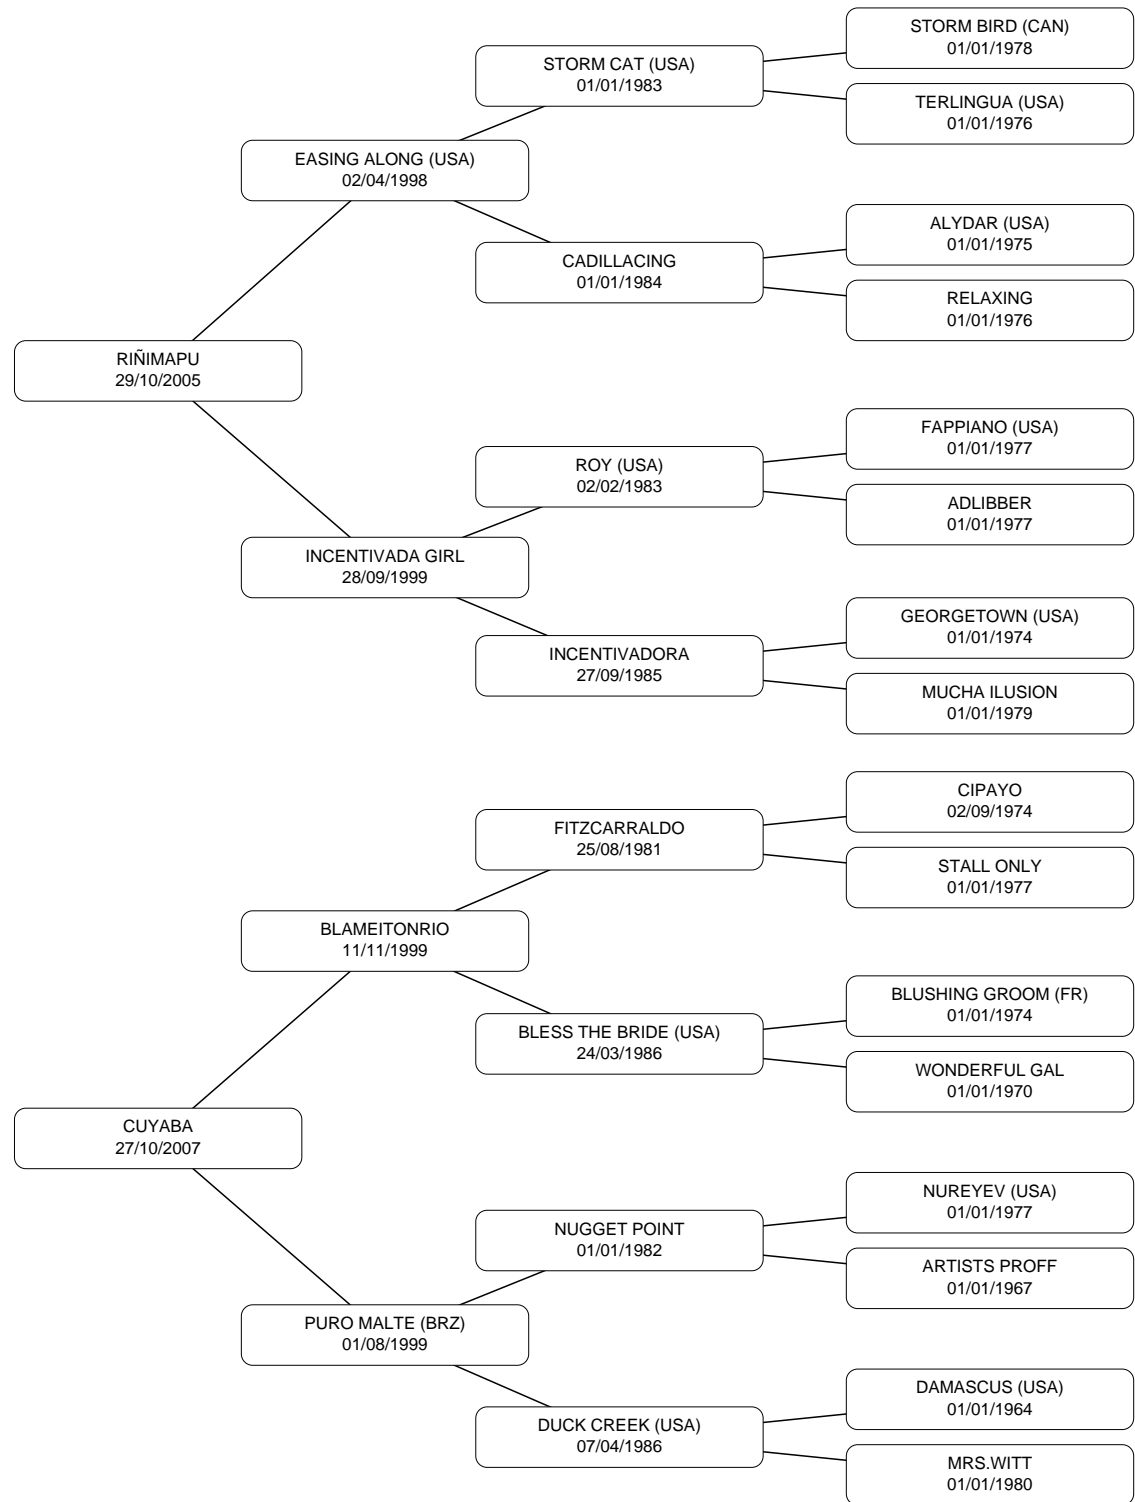 STORM BIRD (CAN)
01/01/1978
STORM CAT (USA)
01/01/1983
TERLINGUA (USA)
01/01/1976
EASING ALONG (USA)
02/04/1998
ALYDAR (USA)
01/01/1975
CADILLACING
01/01/1984
RELAXING
01/01/1976
RIÑIMAPU
29/10/2005
FAPPIANO (USA)
01/01/1977
ROY (USA)
02/02/1983
ADLIBBER
01/01/1977
INCENTIVADA GIRL
28/09/1999
GEORGETOWN (USA)
01/01/1974
INCENTIVADORA
27/09/1985
MUCHA ILUSION
01/01/1979
CIPAYO
02/09/1974
FITZCARRALDO
25/08/1981
STALL ONLY
01/01/1977
BLAMEITONRIO
11/11/1999
BLUSHING GROOM (FR)
01/01/1974
BLESS THE BRIDE (USA)
24/03/1986
WONDERFUL GAL
01/01/1970
CUYABA
27/10/2007
NUREYEV (USA)
01/01/1977
NUGGET POINT
01/01/1982
ARTISTS PROFF
01/01/1967
PURO MALTE (BRZ)
01/08/1999
DAMASCUS (USA)
01/01/1964
DUCK CREEK (USA)
07/04/1986
MRS.WITT
01/01/1980